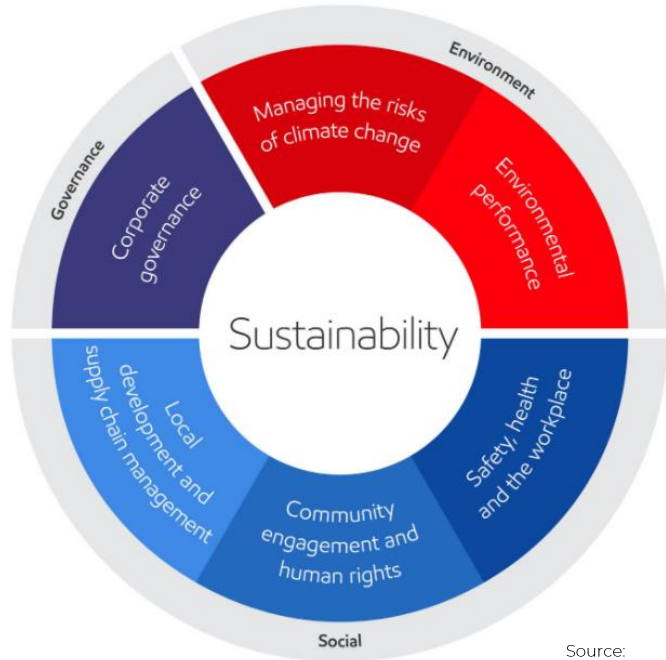 Environment
Managing the risks
of climate change
Environmental
performance
Governance
Corporate
governance
Sustainability
Safety, health
and the workplace
Community
engagement and
human rights
Local
development and
supply chain management
Social
Source: